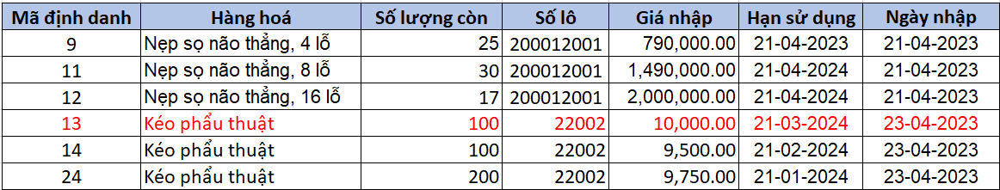 Mã định danh Hàng hoá Số lượng còn Số lô Giá nhập Hạn sử dụng Ngày nhập
9 Nẹp sọ não thẳng, 4 lỗ 25 200012001 790,000.00 21-04-2023 21-04-2023
11 Nẹp sọ não thẳng, 8 lỗ 30 200012001 1,490,000.00 21-04-2024 21-04-2023
12 Nẹp sọ não thẳng, 16 lỗ 17 200012001 2,000,000.00 21-04-2024 21-04-2023
13 Kéo phẩu thuật 100 22002 10,000.00 21-03-2024 23-04-2023
14 Kéo phẩu thuật 100 22002 9,500.00 21-02-2024 23-04-2023
24 Kéo phẩu thuật 200 22002 9,750.00 21-01-2024 23-04-2023